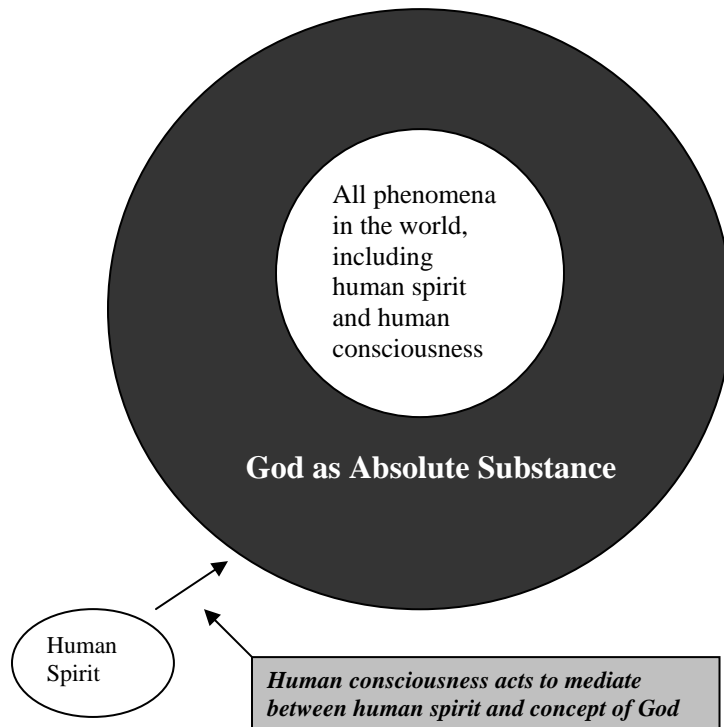 All phenomena
in the world,
including
human spirit
and human
consciousness
God as Absolute Substance
Human
Spirit
Human consciousness acts to mediate
between human spirit and concept of God